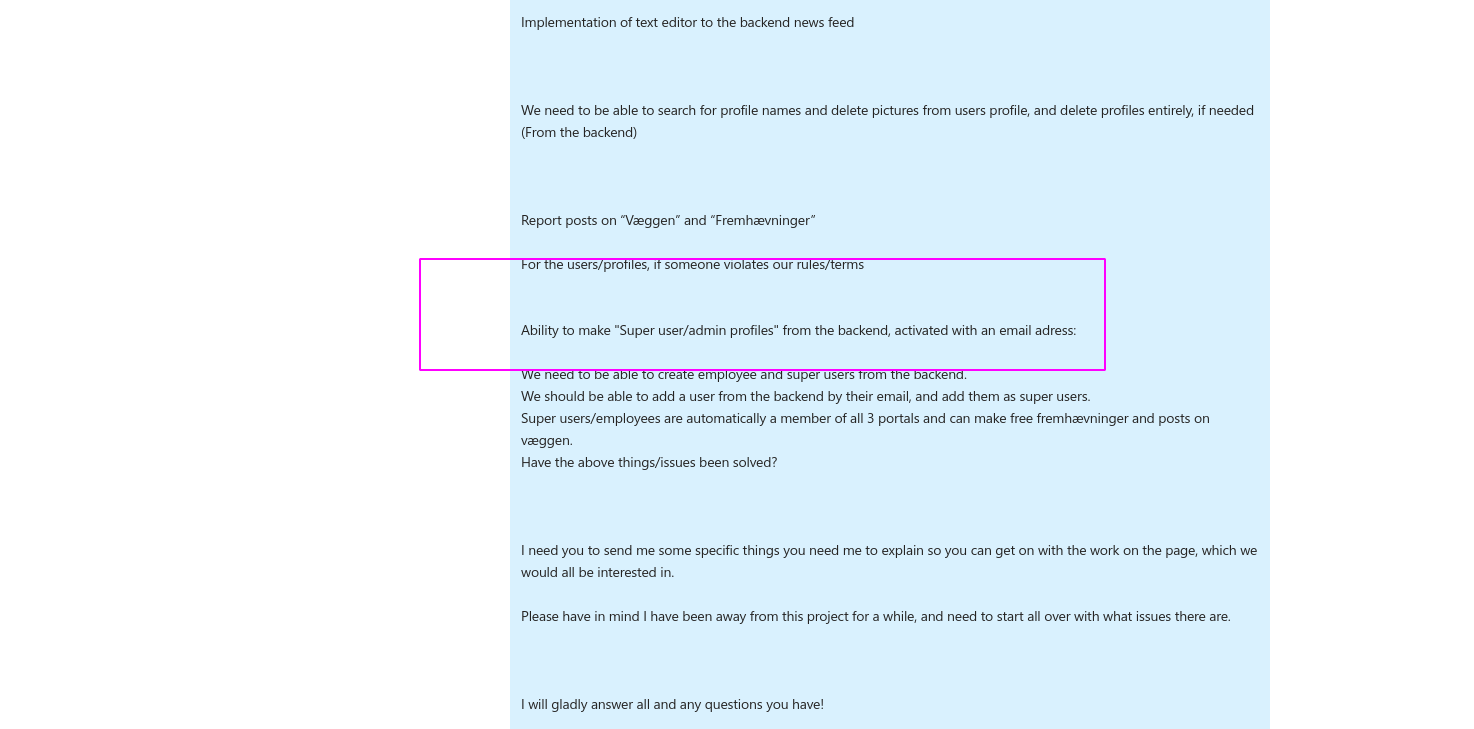 Implementation of text editor to the backend news feed
We need to be able to search for profile names and delete pictures from users profile, and delete profiles entirely, if needed
(From the backend)
Report posts on “Væggen” and “Fremhævninger”
For the users/profiles, if someone violates our rules/terms
Ability to make "Super user/admin profiles" from the backend, activated with an email adress:
We need to be able to create employee and super users from the backend.
We should be able to add a user from the backend by their email, and add them as super users.
Super users/employees are automatically a member of all 3 portals and can make free fremhævninger and posts on
væggen.
Have the above things/issues been solved?
I need you to send me some specific things you need me to explain so you can get on with the work on the page, which we
would all be interested in.
Please have in mind I have been away from this project for a while, and need to start all over with what issues there are.
I will gladly answer all and any questions you have!